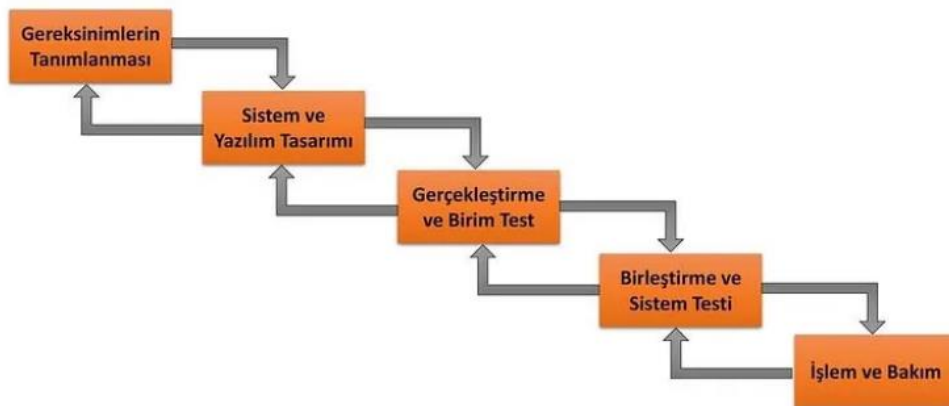 Gereksinimlerin
Tanımlanması
Sistem ve
Yazılım Tasarımı
Gerçekleştirme
ve Birim Test
Birleştirme ve
Sistem Testi
İşlem ve Bakım